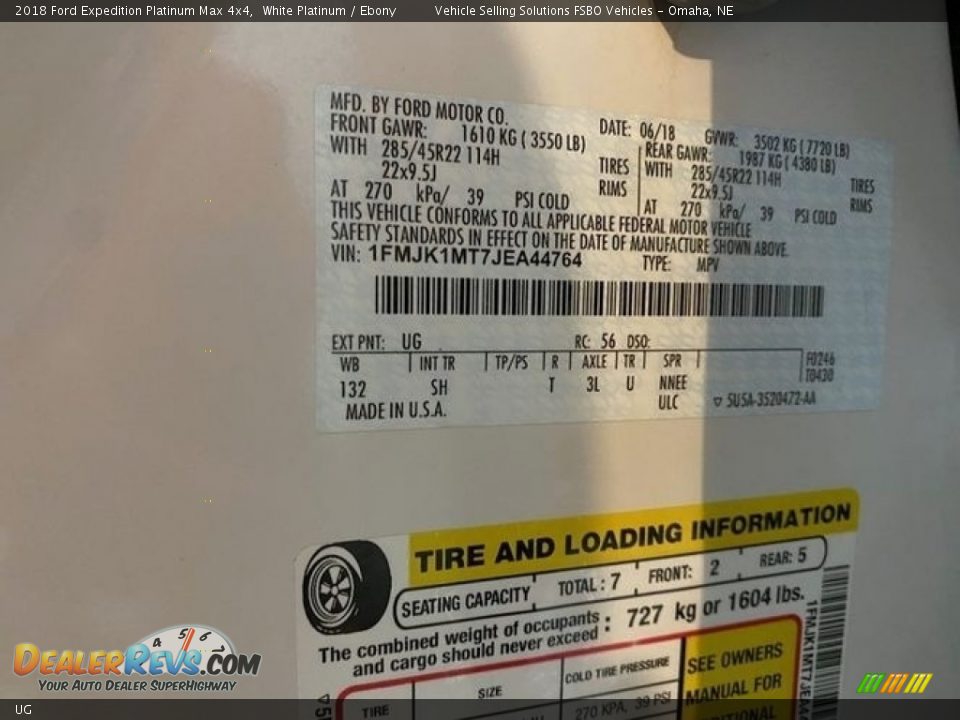 2018 Ford Expedition Platinum Max 4x4, White Platinum / Ebony Vehicle Selling Solutions FSBO Vehicles - Omaha, NE
MFD. BY FORD MOTOR CO.
DATE: 06/18 GVWR: 3502 KG ( 7720 LB)
FRONT GAWR: 1610 KG ( 3550 LB)
REAR GAWR: 1987 KG ( 4380 LB)
WITH 285/45R22 114H TIRES
WITH 285/45R22 114H TIRES
22x9.5J RIMS
22x9.5J RIMS
AT 270 kPa/ 39 PSI COLD
AT 270 kPa/ 39 PSI COLD
THIS VEHICLE CONFORMS TO ALL APPLICABLE FEDERAL MOTOR VEHICLE
SAFETY STANDARDS IN EFFECT ON THE DATE OF MANUFACTURE SHOWN ABOVE.
VIN: 1FMJK1MT7JEA44764 TYPE: MPV
EXT PNT: UG RC: 56 DSO:
WB INT TR TP/PS R AXLE TR SPR F0246
T0430
132 SH T 3L U NNEE
MADE IN U.S.A. ULC ▽ 5U5A-3520472-AA
TIRE AND LOADING INFORMATION
SEATING CAPACITY TOTAL : 7 FRONT: 2 REAR: 5
The combined weight of occupants
and cargo should never exceed : 727 kg or 1604 lbs.
TIRE SIZE COLD TIRE PRESSURE SEE OWNERS
270 KPA, 39 PSI MANUAL FOR
1FMJK1MT7JEA4
DEALERREVS.COM
YOUR AUTO DEALER SUPERHIGHWAY
4 5 6
UG